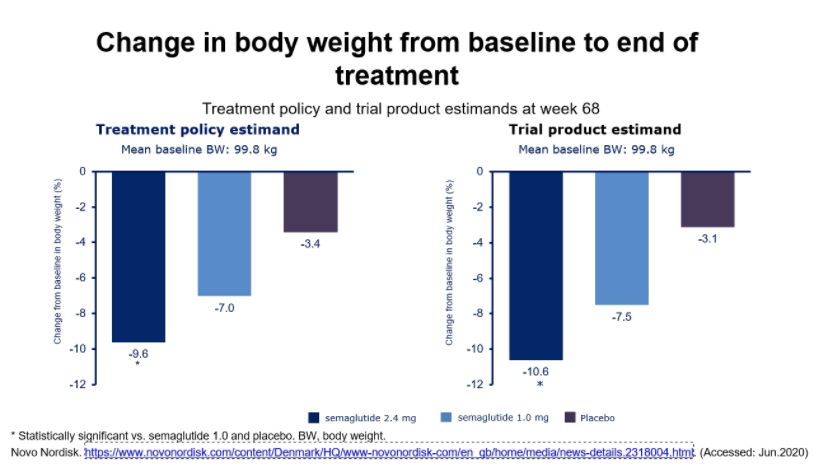 Change in body weight from baseline to end of
treatment
Treatment policy and trial product estimands at week 68
Treatment policy estimand
Mean baseline BW: 99.8 kg
Change from baseline in body weight (%)
0
-2
-4
-6
-8
-10
-12
-9.6
*
-7.0
-3.4
Trial product estimand
Mean baseline BW: 99.8 kg
Change from baseline in body weight (%)
0
-2
-4
-6
-8
-10
-12
-10.6
*
-7.5
-3.1
semaglutide 2.4 mg
semaglutide 1.0 mg
Placebo
* Statistically significant vs. semaglutide 1.0 and placebo. BW, body weight.
Novo Nordisk. https://www.novonordisk.com/content/Denmark/HQ/www-novonordisk-com/en_gb/home/media/news-details.2318004.html. (Accessed: Jun.2020)